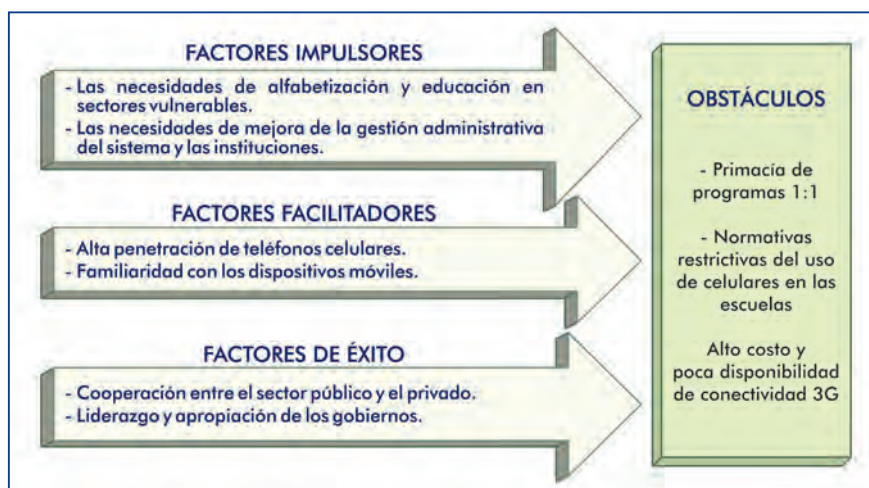 FACTORES IMPULSORES
- Las necesidades de alfabetización y educación en
sectores vulnerables.
- Las necesidades de mejora de la gestión administrativa
del sistema y las instituciones.
FACTORES FACILITADORES
- Alta penetración de teléfonos celulares.
- Familiaridad con los dispositivos móviles.
FACTORES DE ÉXITO
- Cooperación entre el sector público y el privado.
- Liderazgo y apropiación de los gobiernos.
OBSTÁCULOS
- Primacía de
programas 1:1
- Normativas
restrictivas del uso
de celulares en las
escuelas
Alto costo y
poca disponibilidad
de conectividad 3G